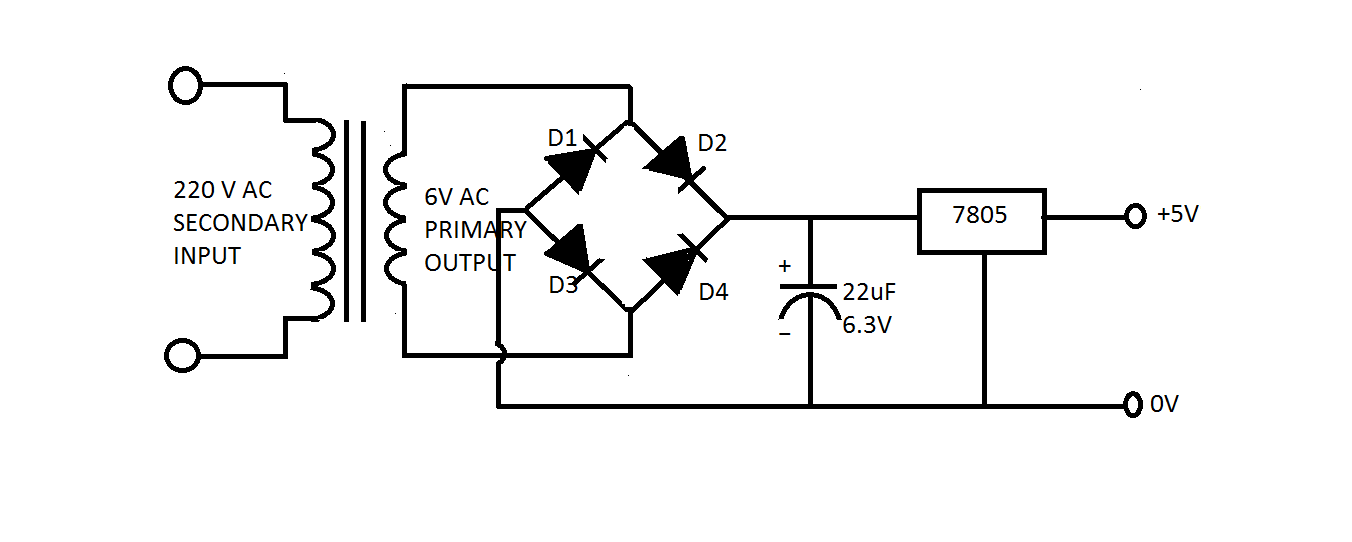 220 V AC
SECONDARY
INPUT
6V AC
PRIMARY
OUTPUT
D1
D2
D3
D4
+
22uF
6.3V
−
7805
+5V
0V